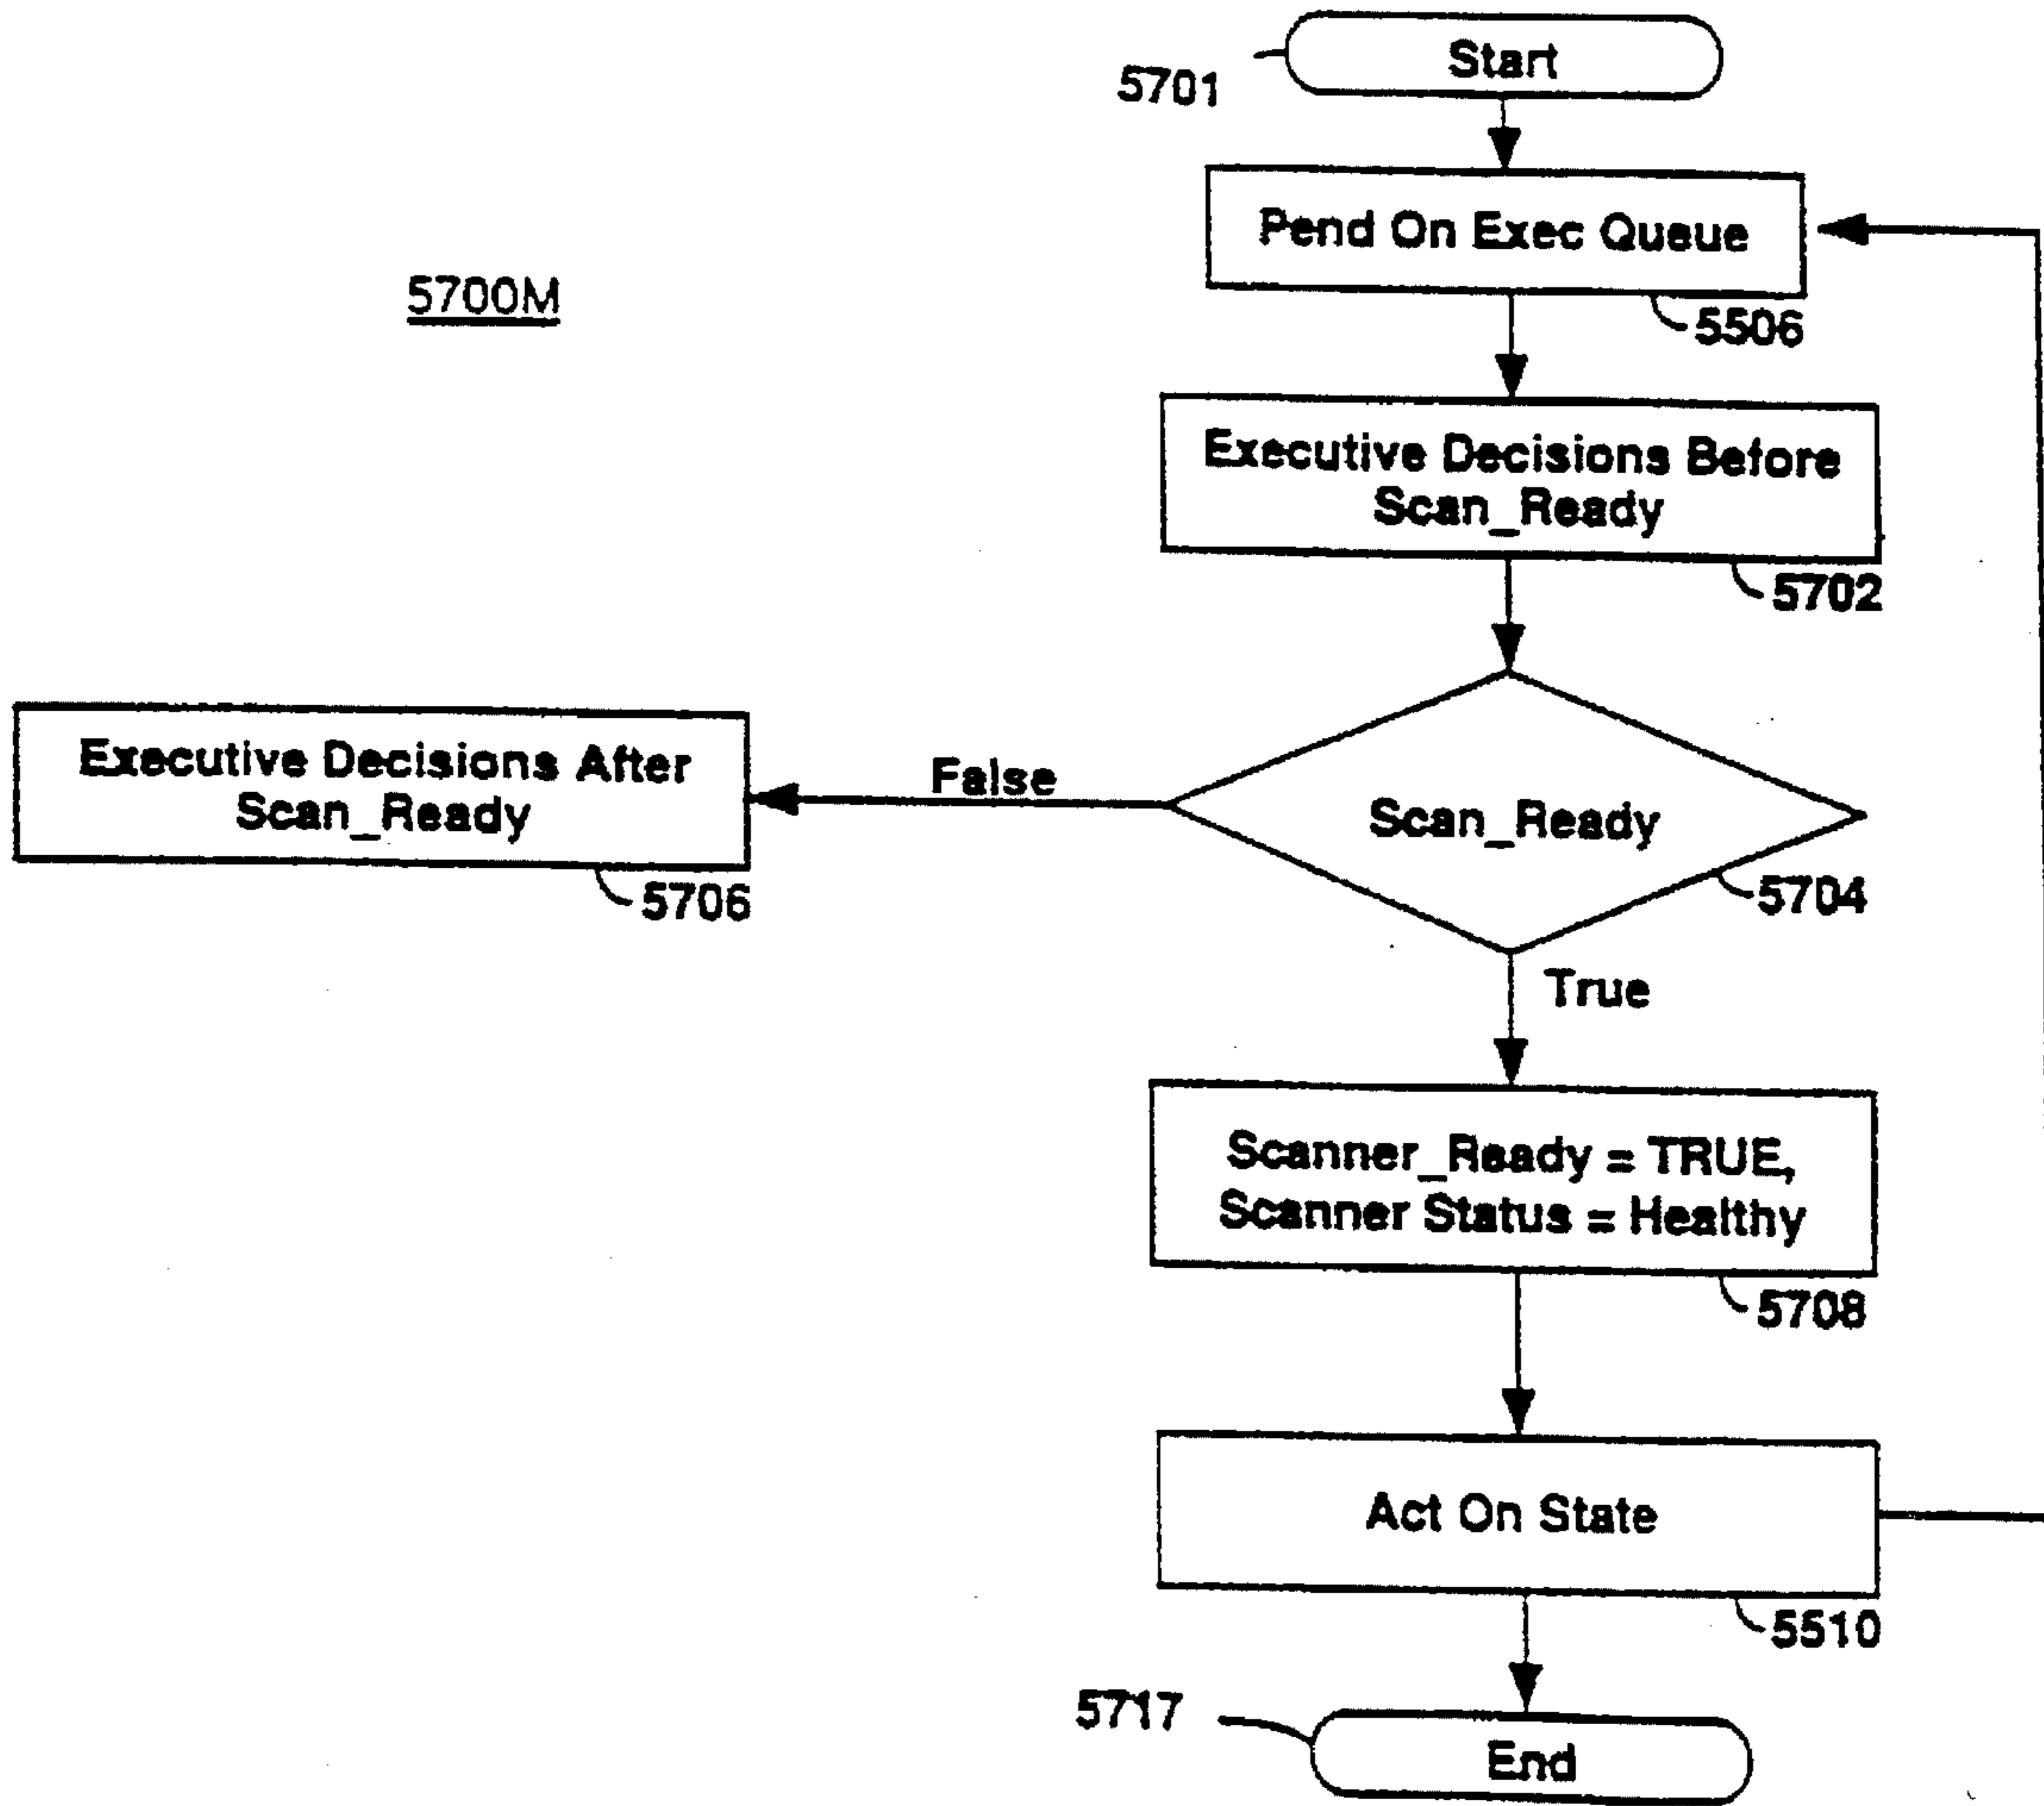 Start
5701
Pend On Exec Queue
5700M
5506
Executive Decisions Before
Scan_Ready
5702
Executive Decisions After
Scan_Ready
False
Scan_Ready
5706
5704
True
Scanner_Ready = TRUE,
Scanner Status = Healthy
5708
Act On State
5510
5717
End